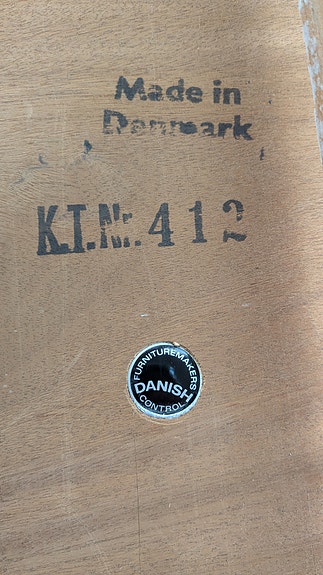 Made in
Denmark
K.T.Nr. 412
FURNITUREMAKERS
DANISH
CONTROL